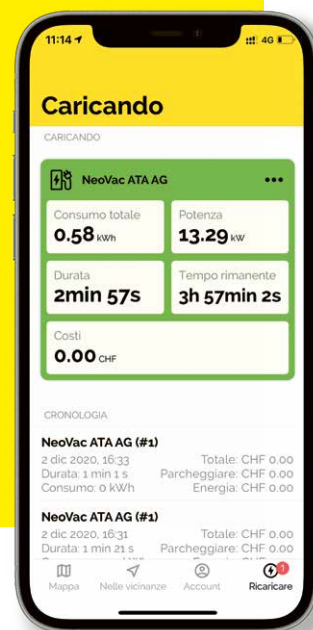 11:14
4G
Caricando
CARICANDO
NeoVac ATA AG
Consumo totale
0.58 kWh
Potenza
13.29 kW
Durata
2min 57s
Tempo rimanente
3h 57min 2s
Costi
0.00 CHF
CRONOLOGIA
NeoVac ATA AG (#1)
2 dic 2020, 16:33 Totale: CHF 0.00
Durata: 1 min 1 s Parcheggiare: CHF 0.00
Consumo: 0 kWh Energia: CHF 0.00
NeoVac ATA AG (#1)
2 dic 2020, 16:31 Totale: CHF 0.00
Durata: 1 min 21 s Parcheggiare: CHF 0.00
1
Mappa Nelle vicinanze Account Ricaricare